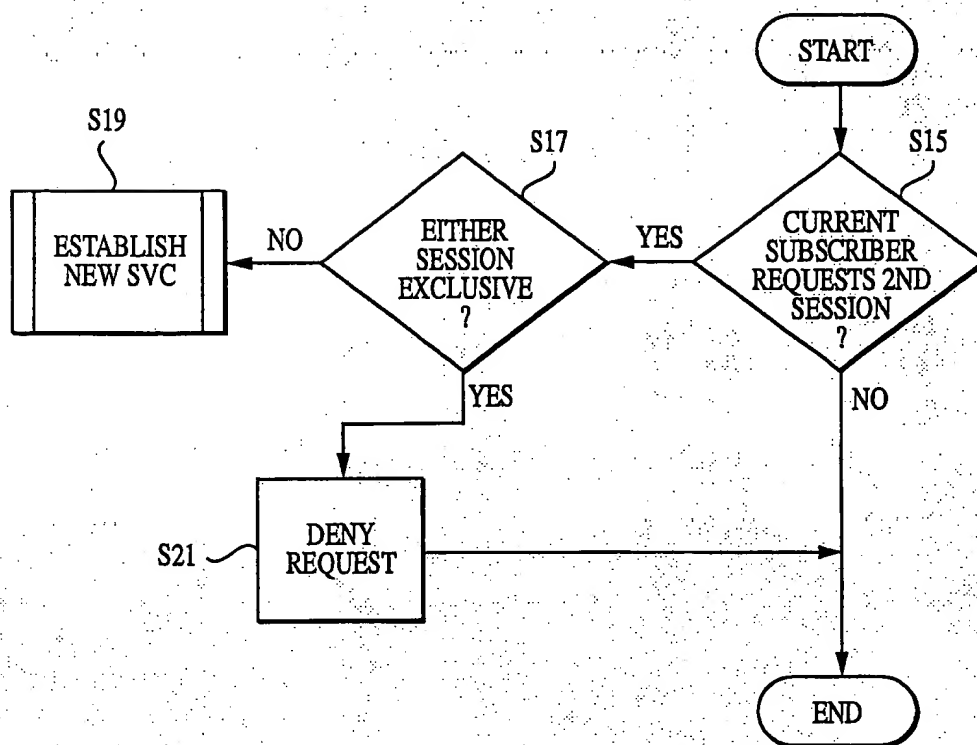 START
S15
CURRENT
SUBSCRIBER
REQUESTS 2ND
SESSION
?
YES
NO
S17
EITHER
SESSION
EXCLUSIVE
?
NO
YES
S19
ESTABLISH
NEW SVC
S21
DENY
REQUEST
END